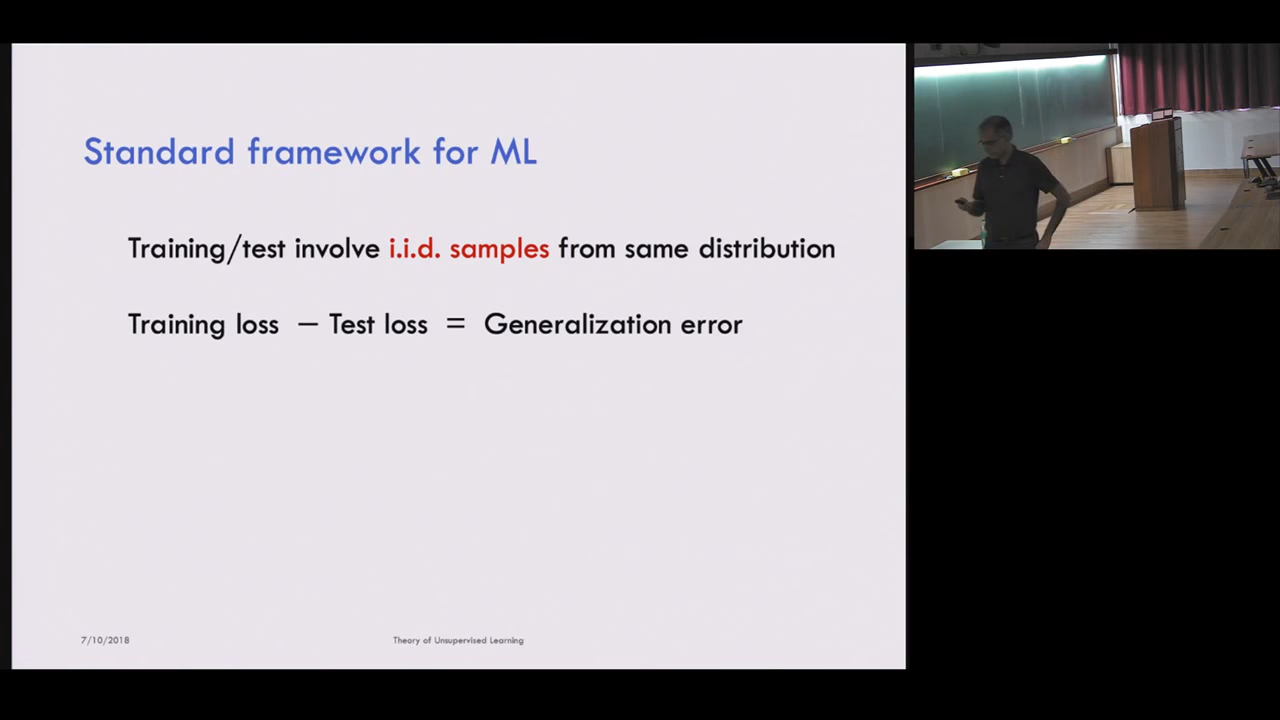 Standard framework for ML
Training/test involve i.i.d. samples from same distribution
Training loss – Test loss = Generalization error
7/10/2018
Theory of Unsupervised Learning